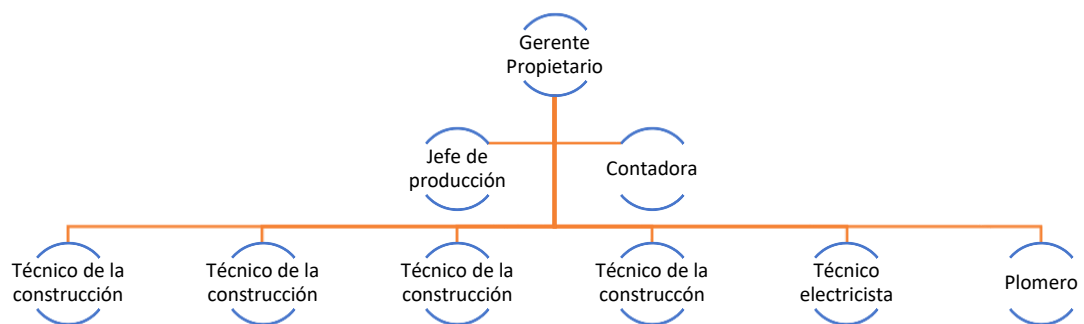 Gerente
Propietario
Jefe de
producción
Contadora
Técnico de la
construcción
Técnico de la
construcción
Técnico de la
construcción
Técnico de la
construccón
Técnico
electricista
Plomero